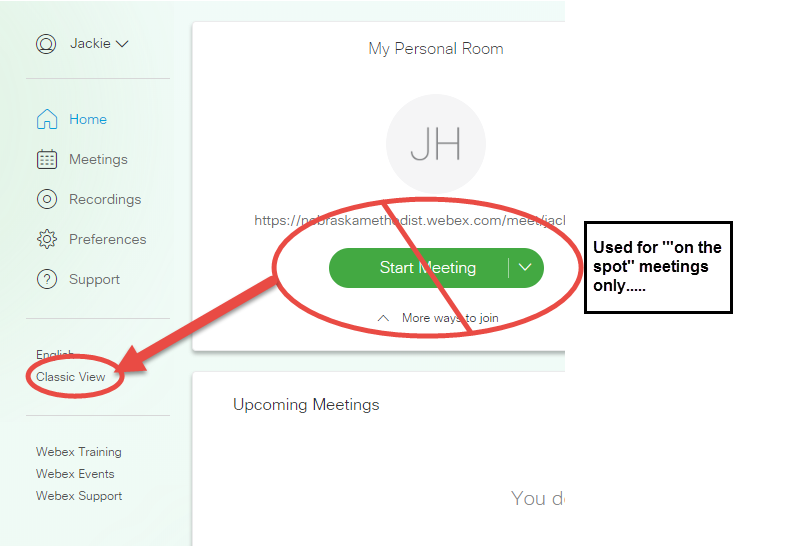 Jackie
Home
Meetings
Recordings
Preferences
Support
English
Classic View
Webex Training
Webex Events
Webex Support
My Personal Room
JH
https://nebraskamethodist.webex.com/meet/jack
Start Meeting
More ways to join
Upcoming Meetings
You do
Used for '"on the
spot" meetings
only.....